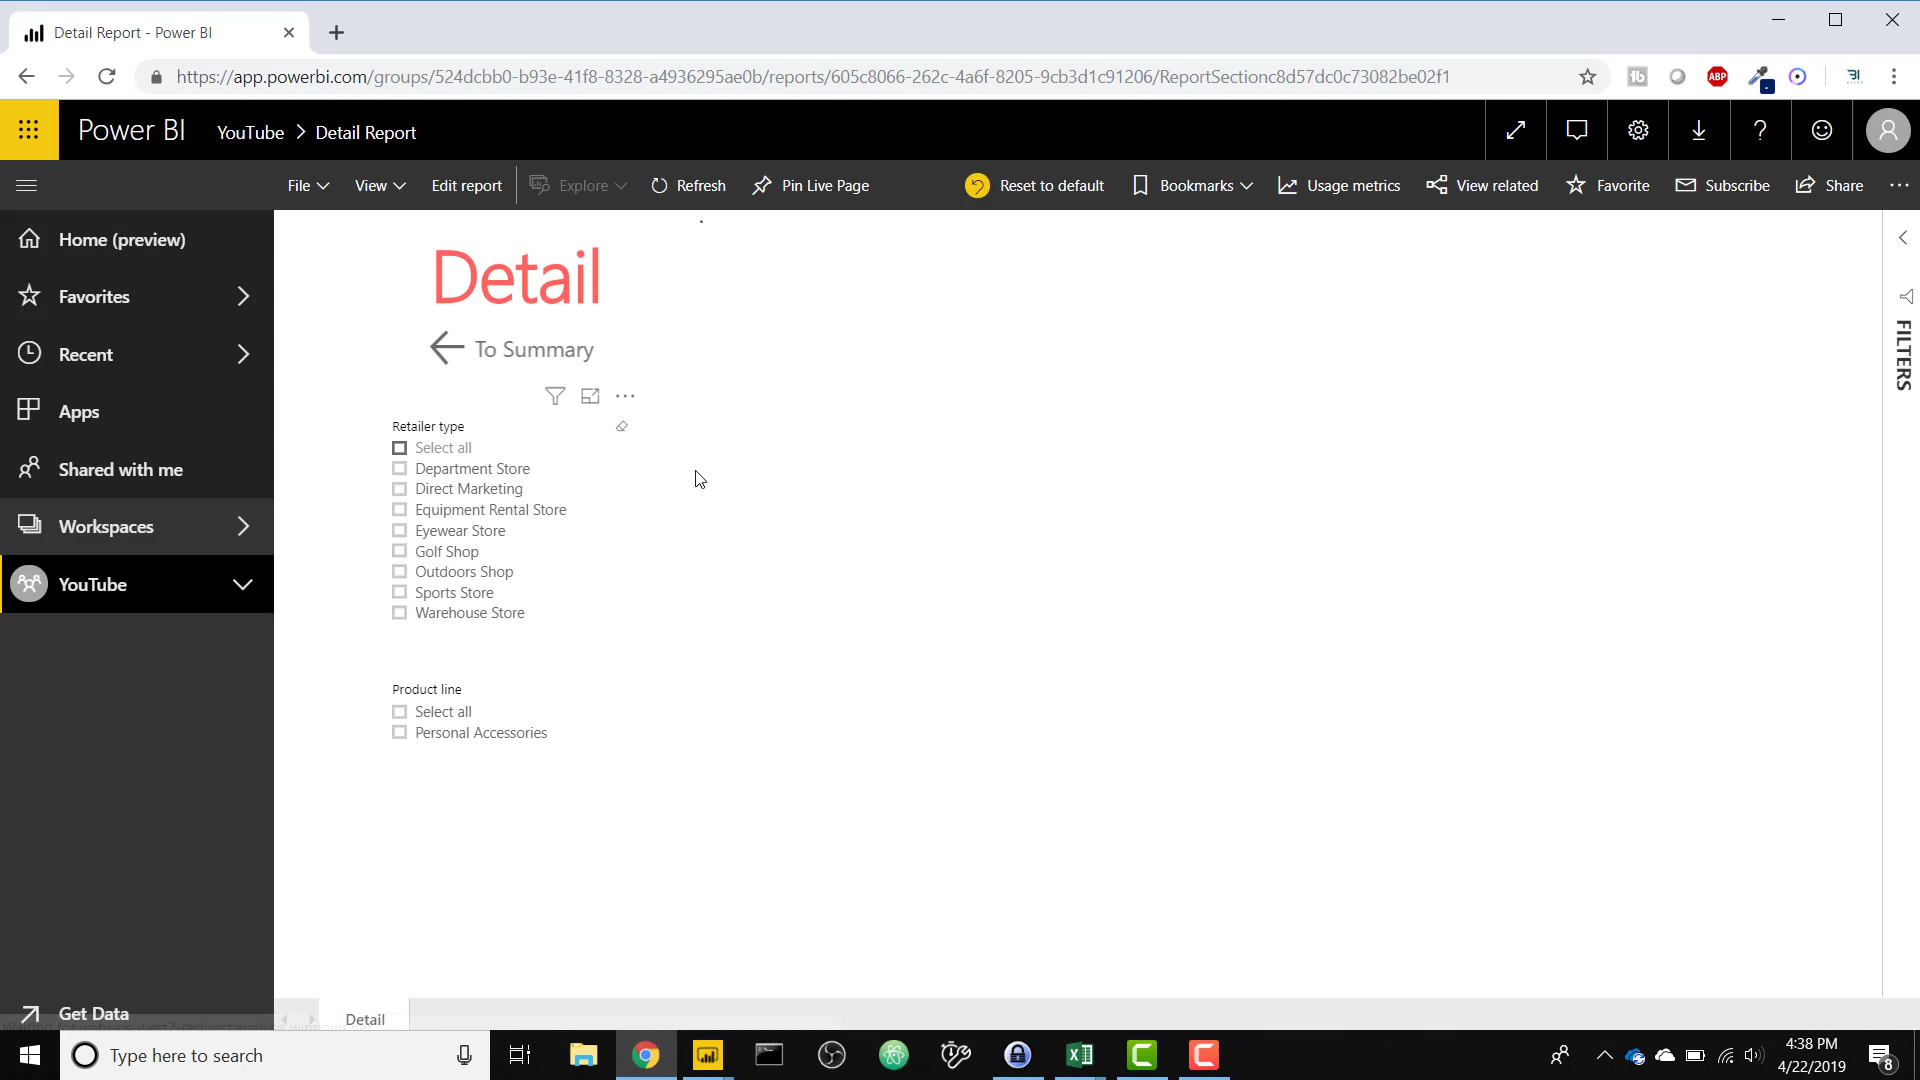 Detail Report - Power BI
https://app.powerbi.com/groups/524dcbb0-b93e-41f8-8328-a4936295ae0b/reports/605c8066-262c-4a6f-8205-9cb3d1c91206/ReportSectionc8d57dc0c73082be02f1
ABP
Power BI YouTube > Detail Report
File View Edit report Explore Refresh Pin Live Page Reset to default Bookmarks Usage metrics View related Favorite Subscribe Share ...
Home (preview)
Favorites
Recent
Apps
Shared with me
Workspaces
YouTube
Get Data
Detail
To Summary
Retailer type
Select all
Department Store
Direct Marketing
Equipment Rental Store
Eyewear Store
Golf Shop
Outdoors Shop
Sports Store
Warehouse Store
Product line
Select all
Personal Accessories
FILTERS
Detail
Type here to search
4:38 PM
4/22/2019
8